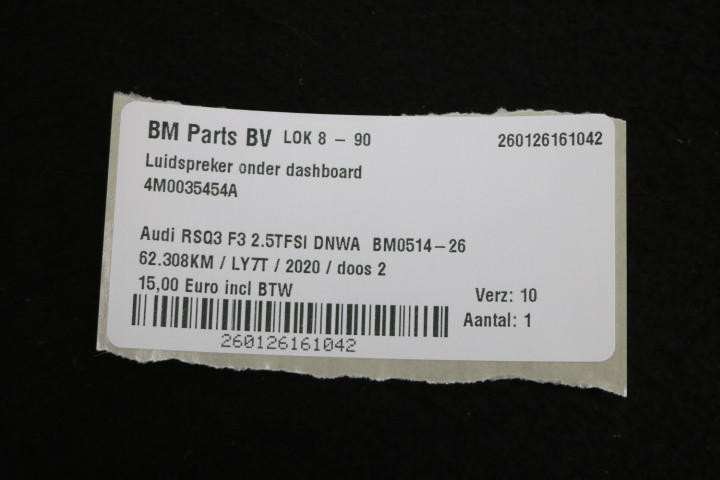 BM Parts BV LOK 8 - 90 260126161042
Luidspreker onder dashboard
4M0035454A
Audi RSQ3 F3 2.5TFSI DNWA BM0514-26
62.308KM / LY7T / 2020 / doos 2
15,00 Euro incl BTW
Verz: 10
Aantal: 1
260126161042